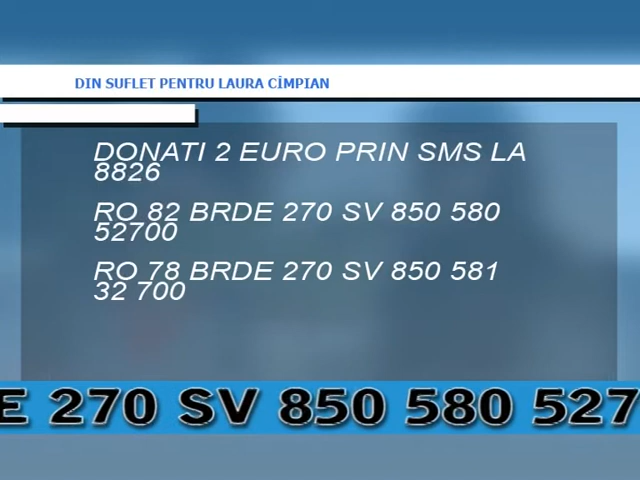 DIN SUFLET PENTRU LAURA CÎMPIAN
DONATI 2 EURO PRIN SMS LA
8826
RO 82 BRDE 270 SV 850 580
52700
RO 78 BRDE 270 SV 850 581
32 700
E 270 SV 850 580 527